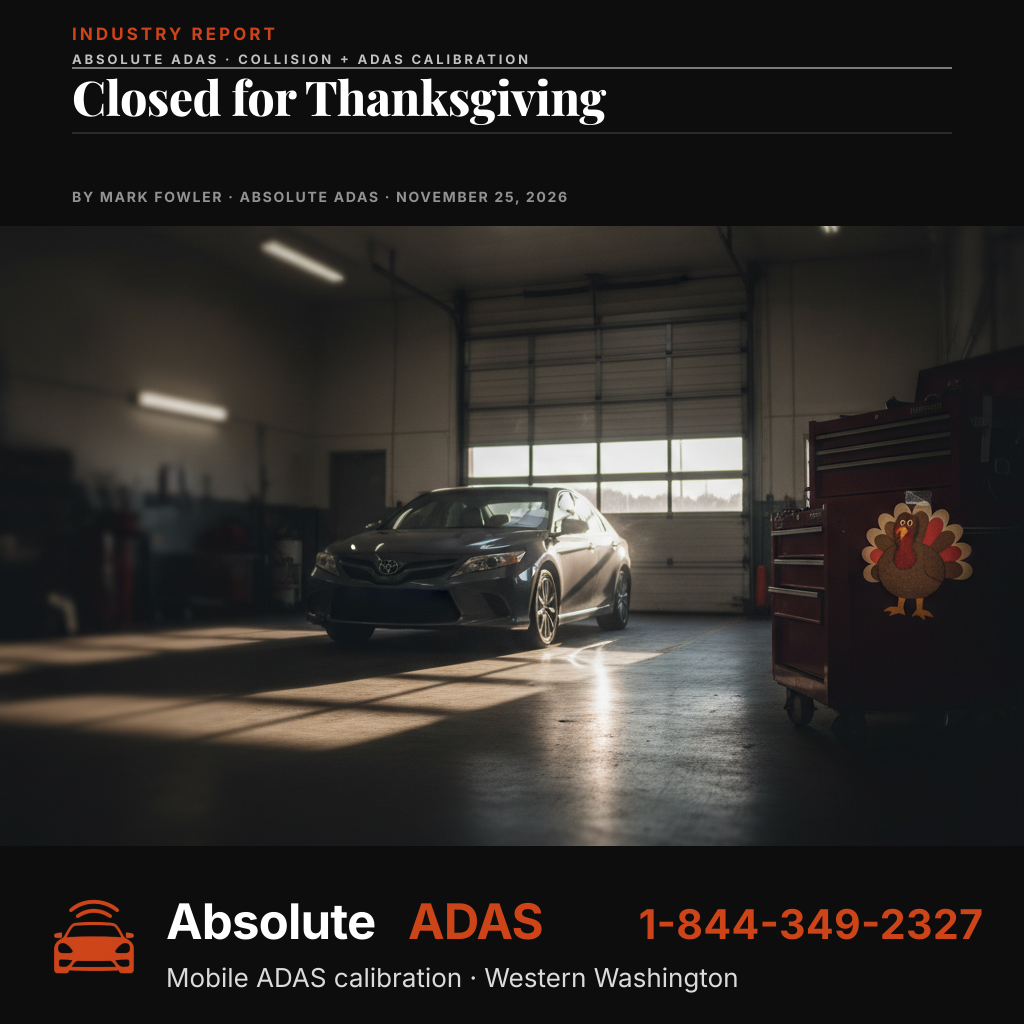 INDUSTRY REPORT
ABSOLUTE ADAS · COLLISION + ADAS CALIBRATION
Closed for Thanksgiving
BY MARK FOWLER · ABSOLUTE ADAS · NOVEMBER 25, 2026
Absolute ADAS
1-844-349-2327
Mobile ADAS calibration · Western Washington